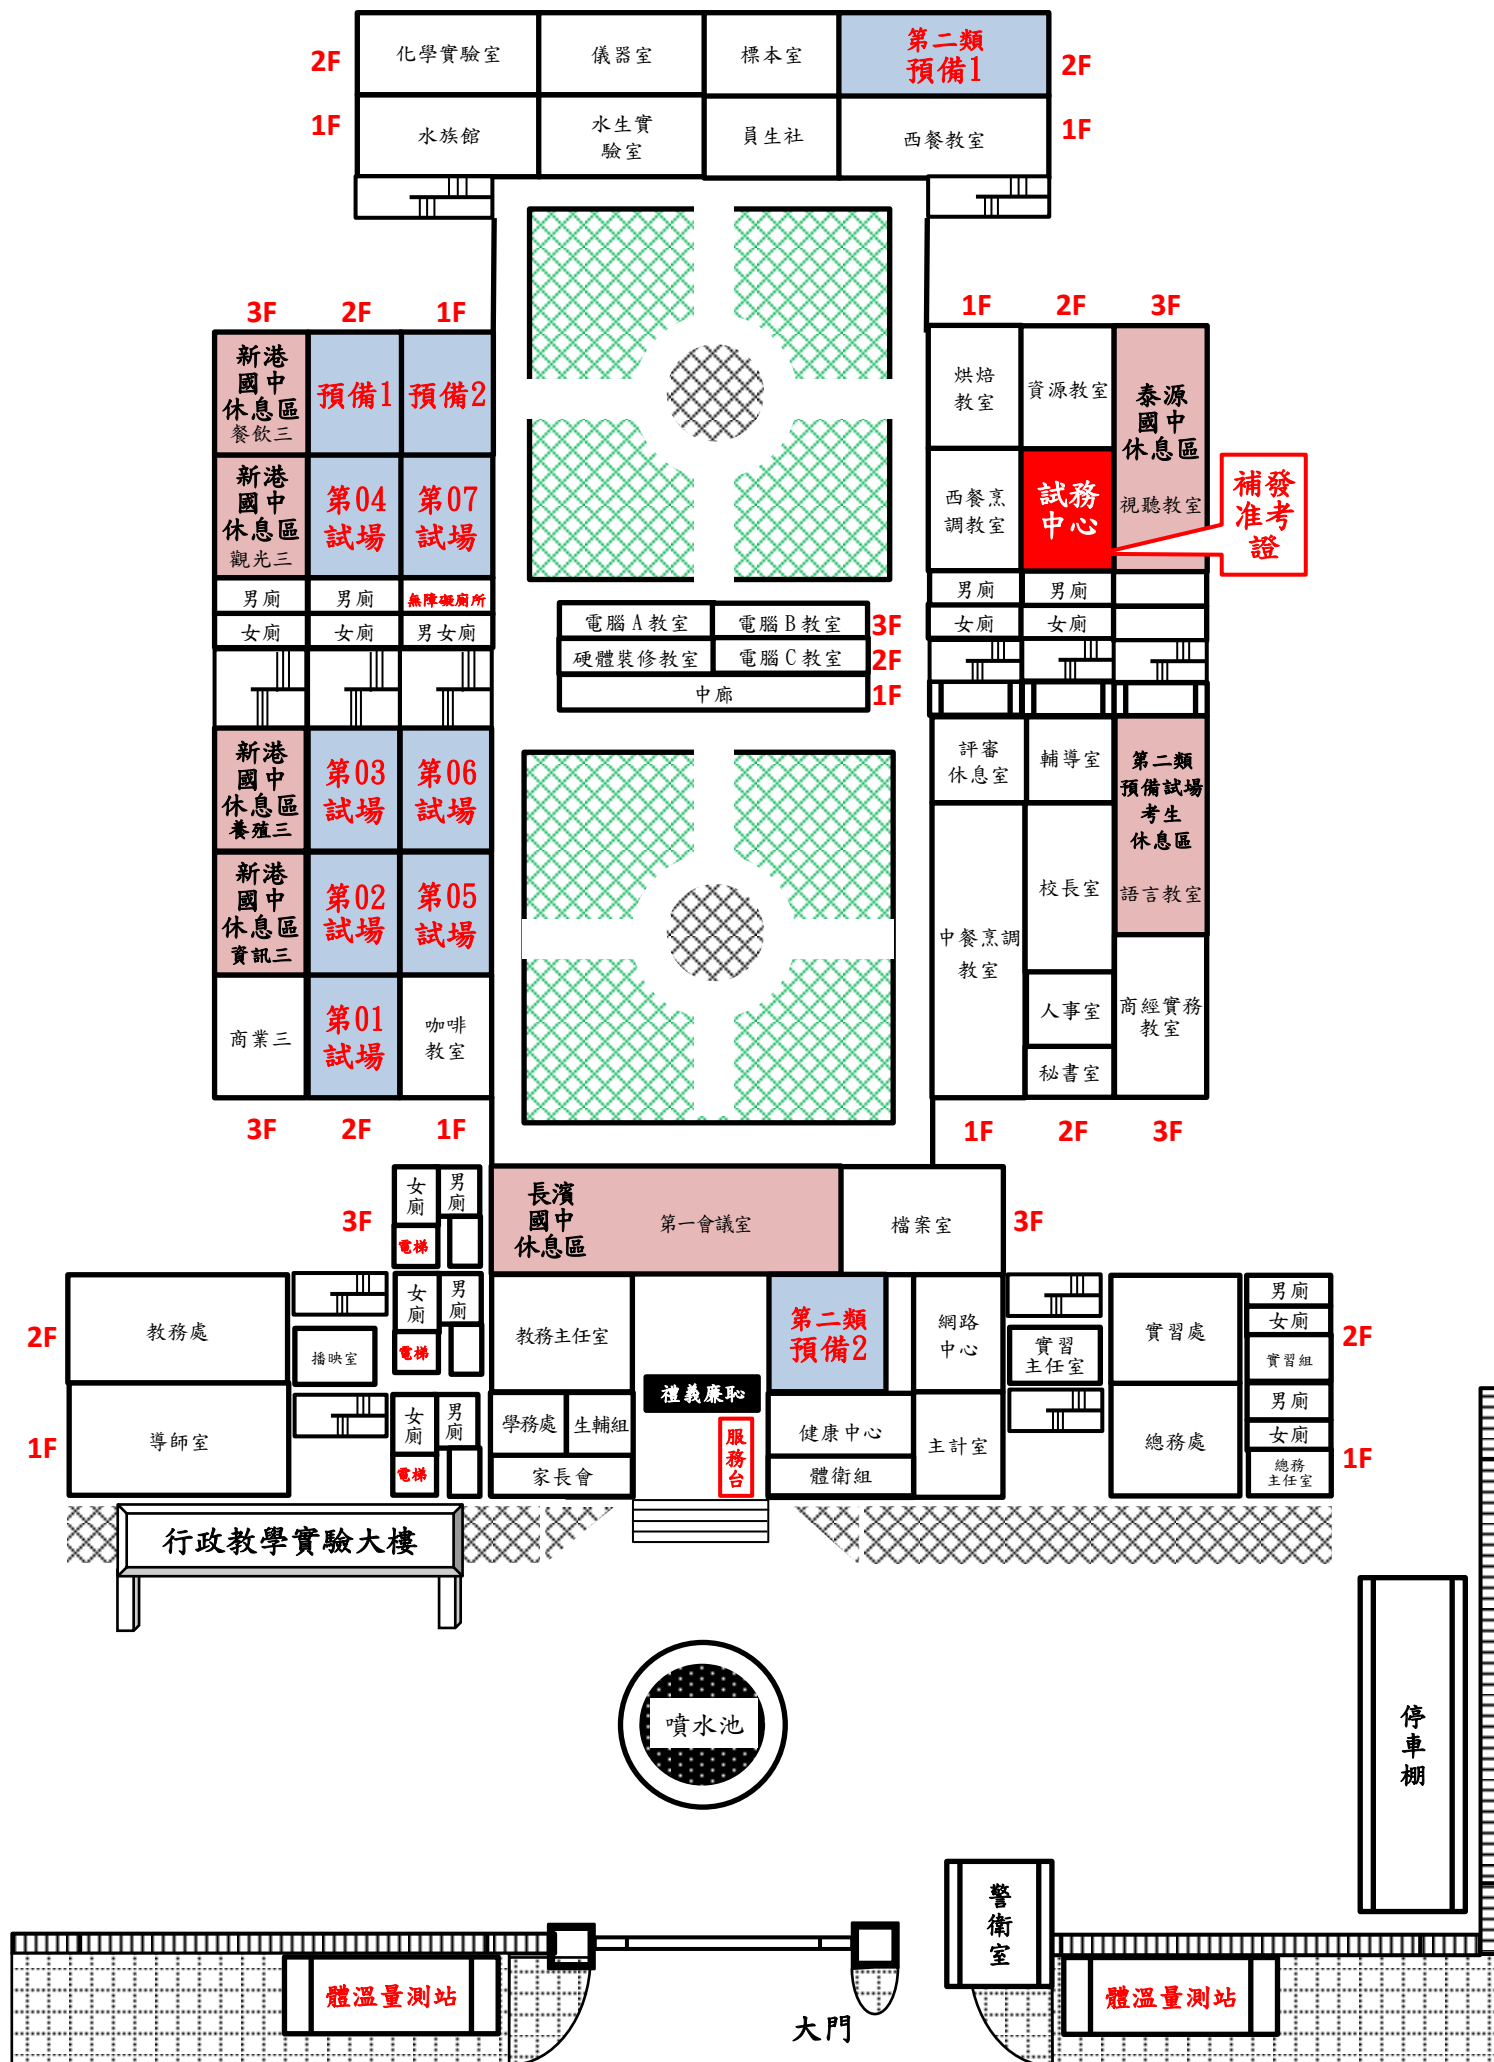 2F
化學實驗室
儀器室
標本室
第二類
預備1
2F
1F
水族館
水生實
驗室
員生社
西餐教室
1F
3F
2F
1F
新港
國中
休息區
餐飲三
預備1
預備2
新港
國中
休息區
觀光三
第04
試場
第07
試場
男廁
男廁
無障礙廁所
女廁
女廁
男女廁
新港
國中
休息區
養殖三
第03
試場
第06
試場
新港
國中
休息區
資訊三
第02
試場
第05
試場
商業三
第01
試場
咖啡
教室
3F
2F
1F
電腦A教室
電腦B教室
3F
硬體裝修教室
電腦C教室
2F
中廊
1F
1F
2F
3F
烘焙
教室
資源教室
泰源
國中
休息區
視聽教室
西餐烹
調教室
試務
中心
補發
准考
證
男廁
男廁
女廁
女廁
評審
休息室
輔導室
第二類
預備試場
考生
休息區
語言教室
校長室
中餐烹調
教室
人事室
商經實務
教室
秘書室
1F
2F
3F
3F
女廁
男廁
電梯
長濱
國中
休息區
第一會議室
檔案室
3F
2F
教務處
播映室
女廁
男廁
電梯
教務主任室
第二類
預備2
網路
中心
實習
主任室
實習處
男廁
女廁
實習組
2F
1F
導師室
女廁
男廁
電梯
學務處
生輔組
家長會
禮義廉恥
服務台
健康中心
體衛組
主計室
總務處
男廁
女廁
總務
主任室
1F
行政教學實驗大樓
噴水池
停車棚
警衛室
體溫量測站
大門
體溫量測站